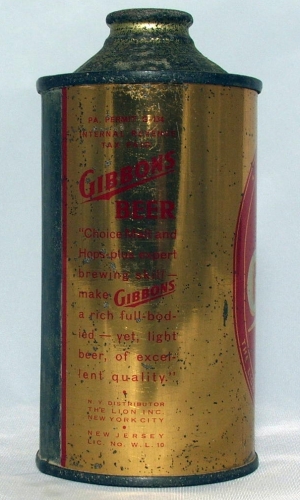 PA. PERMIT
INTERNAL REVENUE
TAX PAID
GIBBONS
BEER
"Choice Malt and
Hops plus expert
brewing skill —
make GIBBONS
a rich full-bod-
ied — yet, light
beer, of excel-
lent quality."
N.Y. DISTRIBUTOR
THE LION INC.
NEW YORK CITY
NEW JERSEY
LIC. NO. W.L. 10